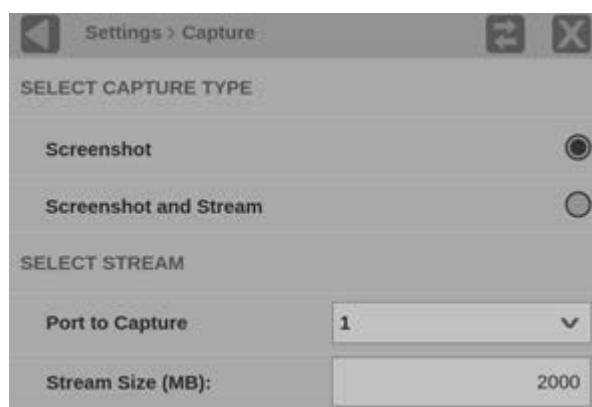 Settings > Capture
SELECT CAPTURE TYPE
Screenshot
Screenshot and Stream
SELECT STREAM
Port to Capture 1
Stream Size (MB): 2000